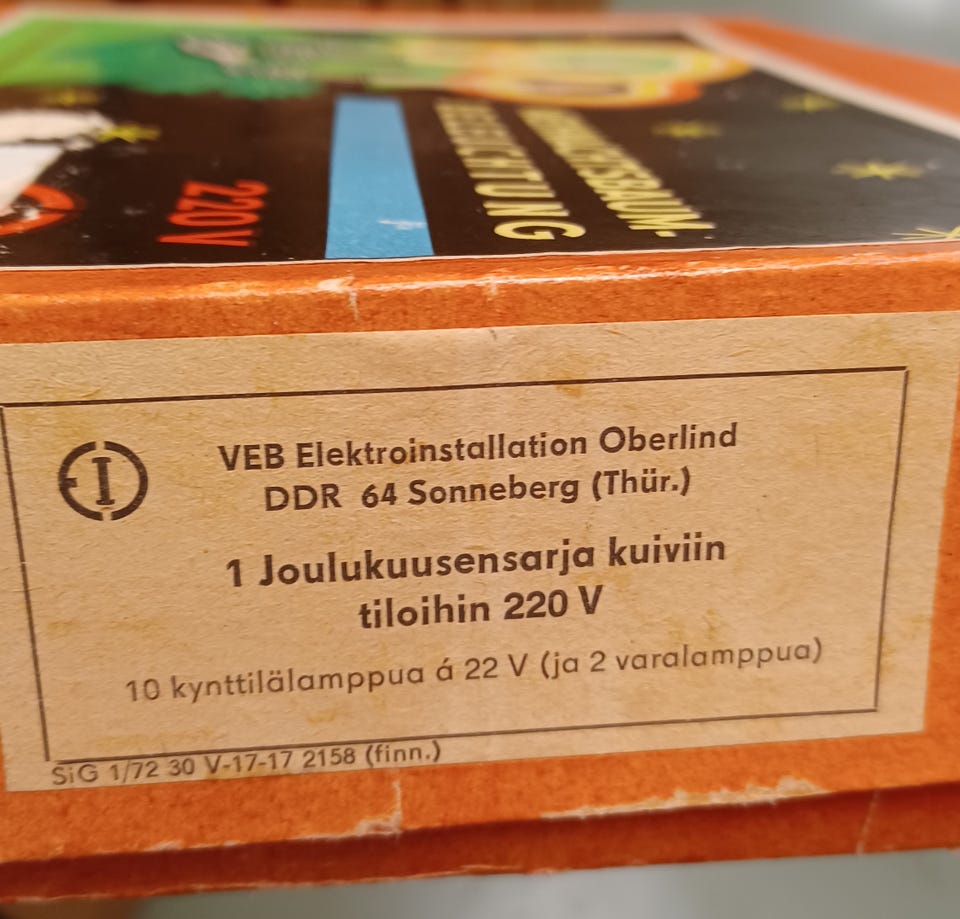 WEIHNACHTSBAUM-
BELEUCHTUNG
220V
VEB Elektroinstallation Oberlind
DDR 64 Sonneberg (Thür.)
1 Joulukuusensarja kuiviin
tiloihin 220 V
10 kynttilälamppua á 22 V (ja 2 varalamppua)
SiG 1/72 30 V-17-17 2158 (finn.)